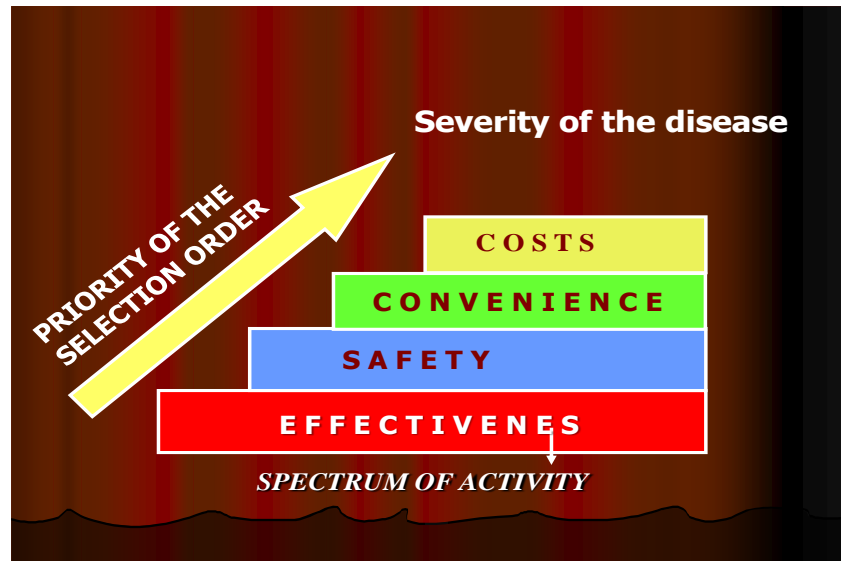 Severity of the disease
PRIORITY OF THE
SELECTION ORDER
COSTS
CONVENIENCE
SAFETY
EFFECTIVENES
SPECTRUM OF ACTIVITY